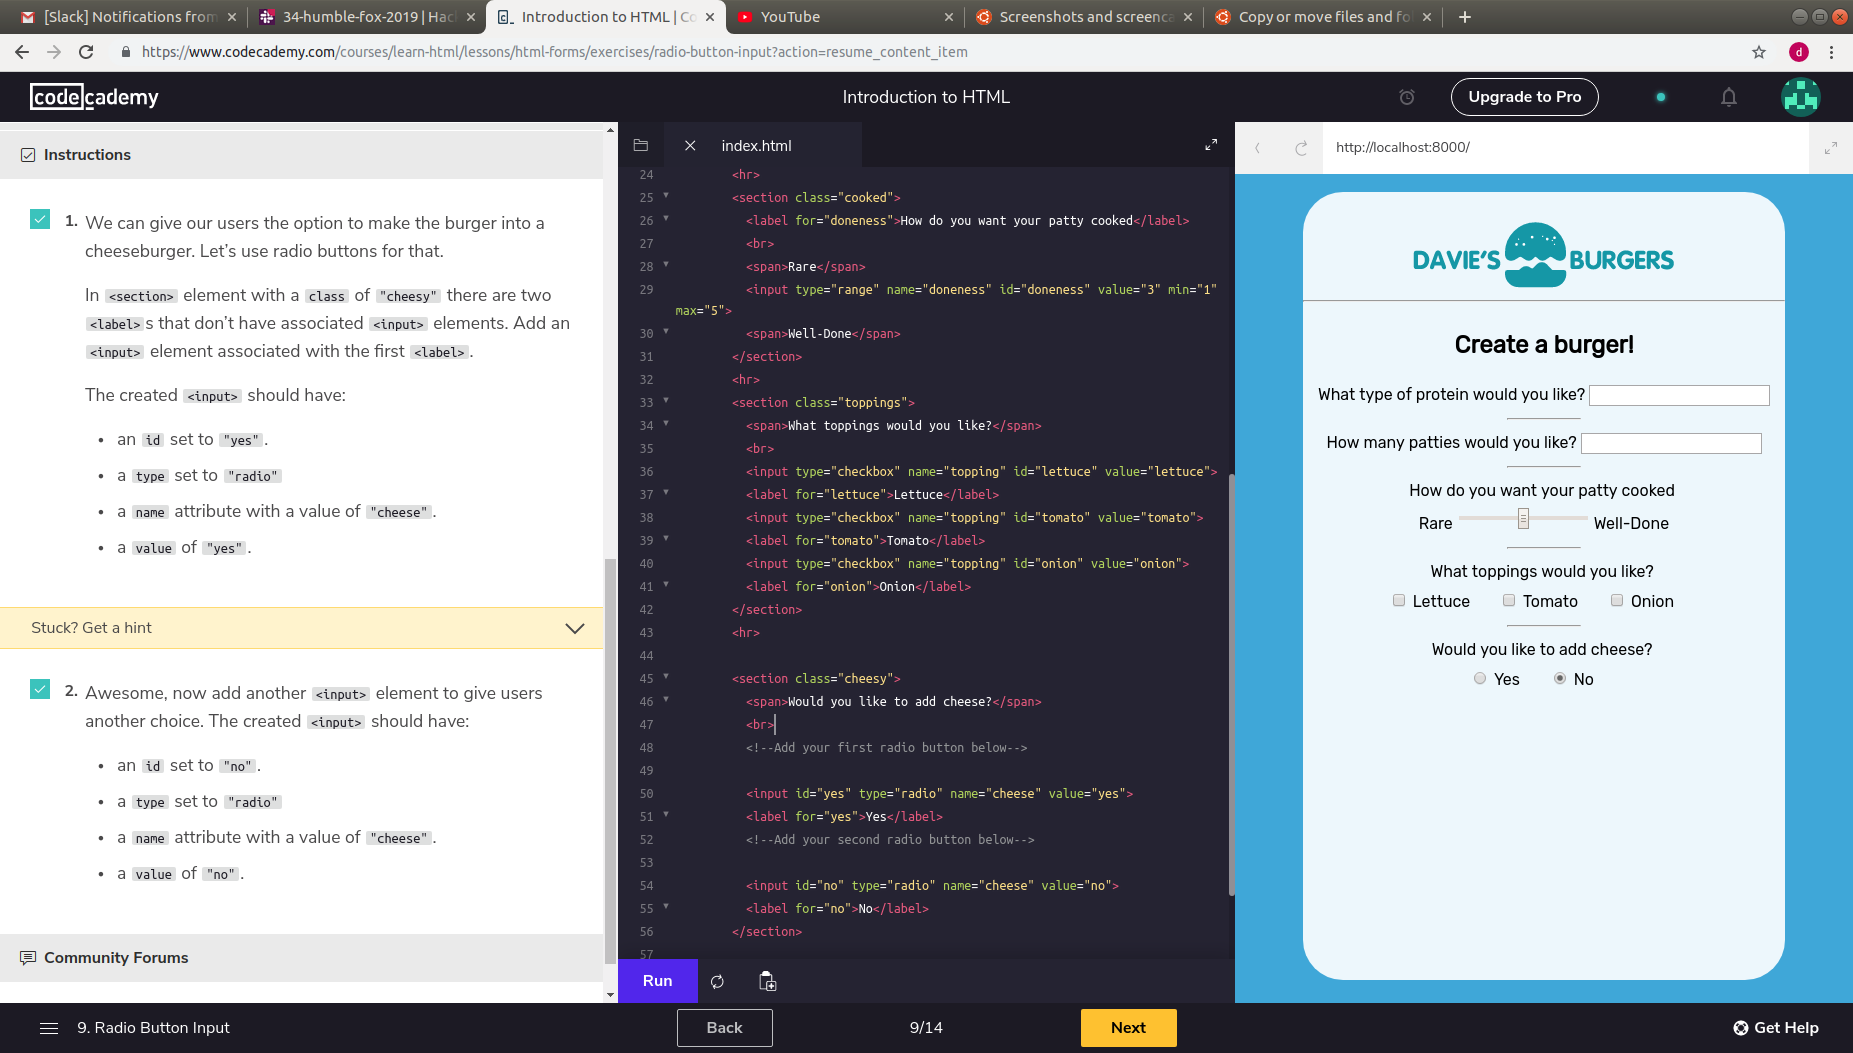 [Slack] Notifications from
34-humble-fox-2019 | Hac
Introduction to HTML | Co
YouTube
Screenshots and screenca
Copy or move files and fo
https://www.codecademy.com/courses/learn-html/lessons/html-forms/exercises/radio-button-input?action=resume_content_item
d
codecademy
Introduction to HTML
Upgrade to Pro
Instructions
1. We can give our users the option to make the burger into a
cheeseburger. Let's use radio buttons for that.
In <section> element with a class of "cheesy" there are two
<label>s that don't have associated <input> elements. Add an
<input> element associated with the first <label>.
The created <input> should have:
• an id set to "yes".
• a type set to "radio"
• a name attribute with a value of "cheese".
• a value of "yes".
Stuck? Get a hint
2. Awesome, now add another <input> element to give users
another choice. The created <input> should have:
• an id set to "no".
• a type set to "radio"
• a name attribute with a value of "cheese".
• a value of "no".
Community Forums
index.html
24 <hr>
25 <section class="cooked">
26 <label for="doneness">How do you want your patty cooked</label>
27 <br>
28 <span>Rare</span>
29 <input type="range" name="doneness" id="doneness" value="3" min="1"
max="5">
30 <span>Well-Done</span>
31 </section>
32 <hr>
33 <section class="toppings">
34 <span>What toppings would you like?</span>
35 <br>
36 <input type="checkbox" name="topping" id="lettuce" value="lettuce">
37 <label for="lettuce">Lettuce</label>
38 <input type="checkbox" name="topping" id="tomato" value="tomato">
39 <label for="tomato">Tomato</label>
40 <input type="checkbox" name="topping" id="onion" value="onion">
41 <label for="onion">Onion</label>
42 </section>
43 <hr>
44
45 <section class="cheesy">
46 <span>Would you like to add cheese?</span>
47 <br>
48 <!--Add your first radio button below-->
49
50 <input id="yes" type="radio" name="cheese" value="yes">
51 <label for="yes">Yes</label>
52 <!--Add your second radio button below-->
53
54 <input id="no" type="radio" name="cheese" value="no">
55 <label for="no">No</label>
56 </section>
57
Run
http://localhost:8000/
DAVIE'S BURGERS
Create a burger!
What type of protein would you like?
How many patties would you like?
How do you want your patty cooked
Rare Well-Done
What toppings would you like?
Lettuce Tomato Onion
Would you like to add cheese?
Yes No
9. Radio Button Input
Back
9/14
Next
Get Help